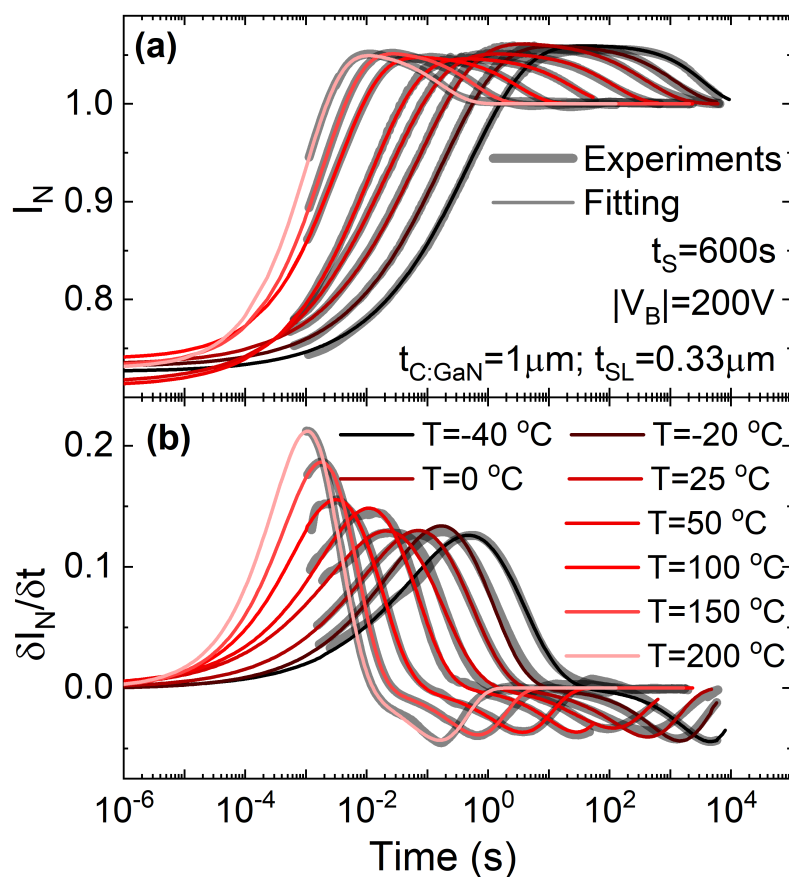 (a)
1.0
0.9
0.8
I_N
Experiments
Fitting
t_S=600s
|V_B|=200V
t_C:GaN=1μm; t_SL=0.33μm
(b)
0.2
0.1
0.0
δI_N/δt
T=-40 °C T=-20 °C
T=0 °C T=25 °C
T=50 °C
T=100 °C
T=150 °C
T=200 °C
10^-6 10^-4 10^-2 10^0 10^2 10^4
Time (s)